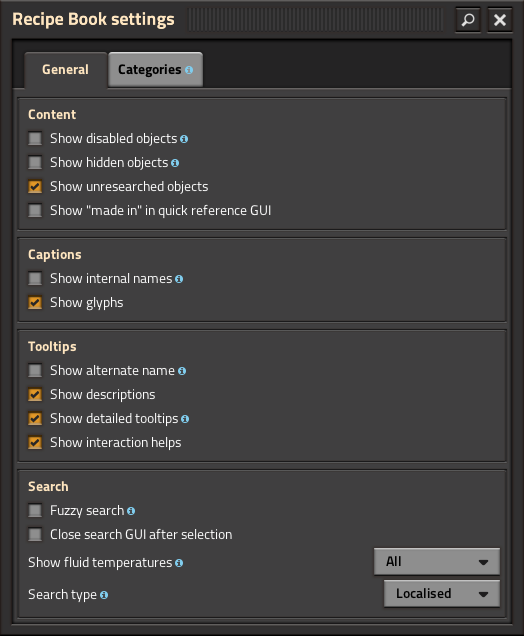 Recipe Book settings
General
Categories
Content
Show disabled objects
Show hidden objects
Show unresearched objects
Show "made in" in quick reference GUI
Captions
Show internal names
Show glyphs
Tooltips
Show alternate name
Show descriptions
Show detailed tooltips
Show interaction helps
Search
Fuzzy search
Close search GUI after selection
Show fluid temperatures
All
Search type
Localised